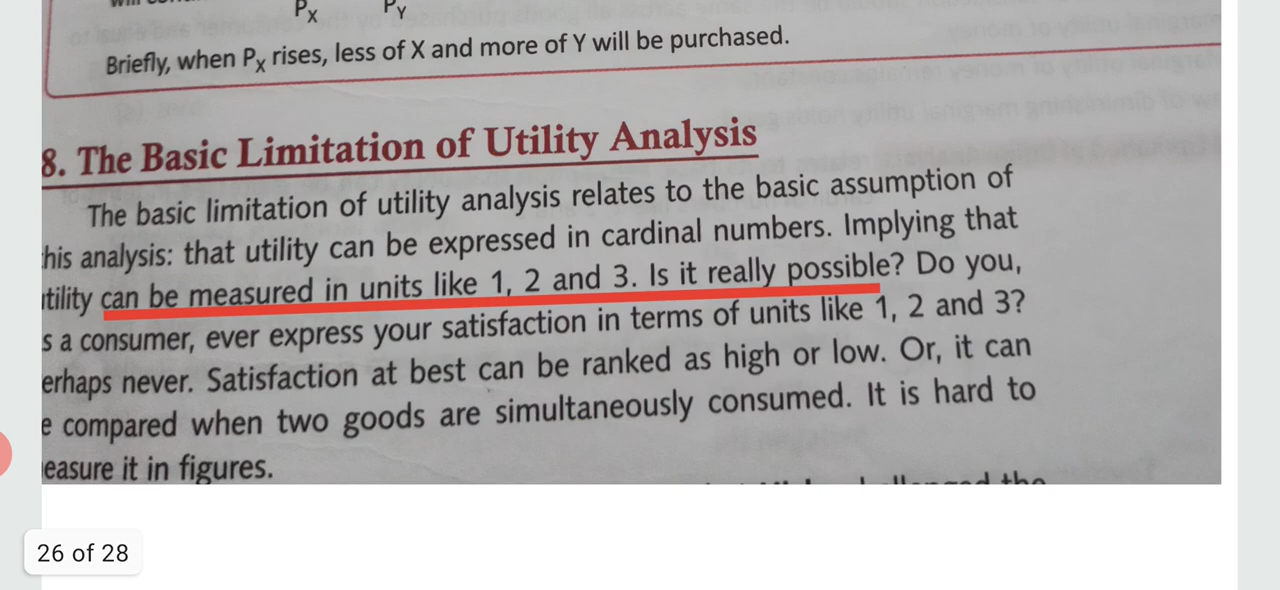 Px Py
Briefly, when Px rises, less of X and more of Y will be purchased.
8. The Basic Limitation of Utility Analysis
The basic limitation of utility analysis relates to the basic assumption of
his analysis: that utility can be expressed in cardinal numbers. Implying that
tility can be measured in units like 1, 2 and 3. Is it really possible? Do you,
s a consumer, ever express your satisfaction in terms of units like 1, 2 and 3?
erhaps never. Satisfaction at best can be ranked as high or low. Or, it can
e compared when two goods are simultaneously consumed. It is hard to
easure it in figures.
the
26 of 28